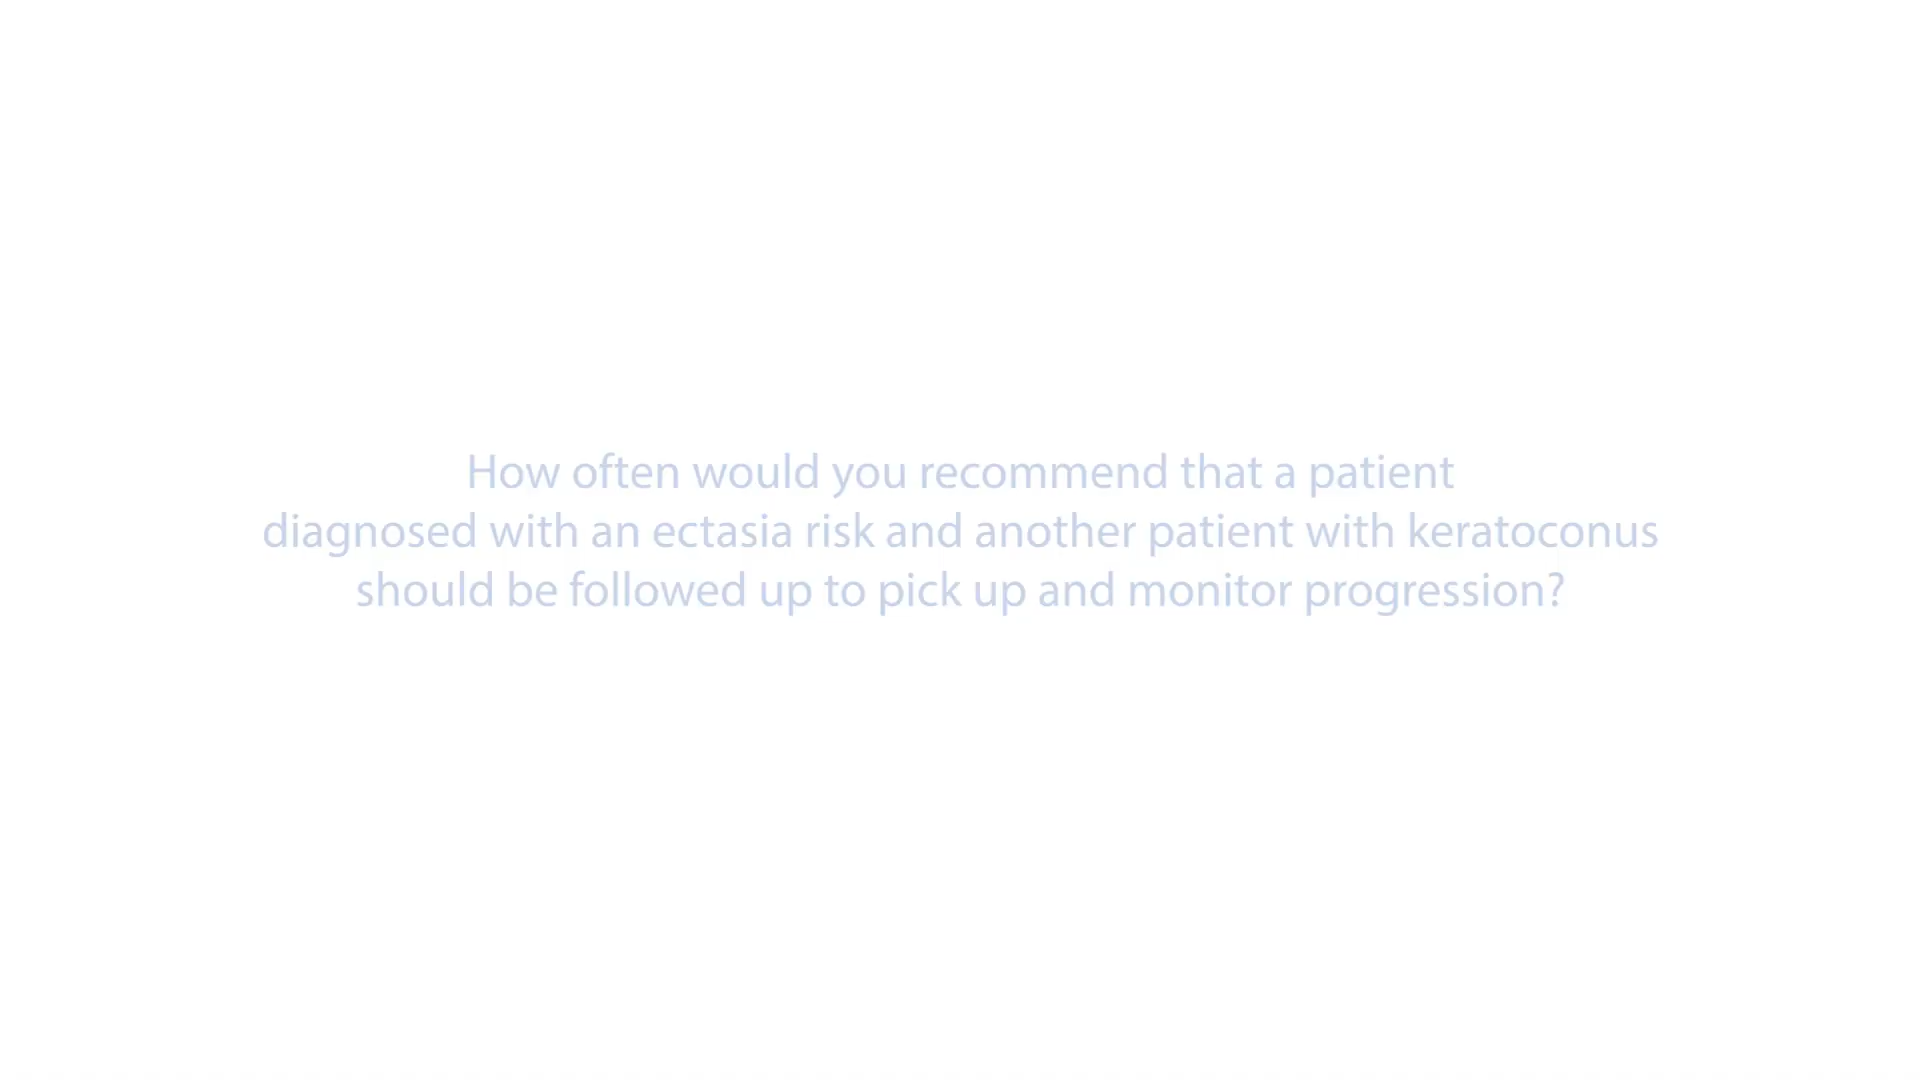 How often would you recommend that a patient
diagnosed with an ectasia risk and another patient with keratoconus
should be followed up to pick up and monitor progression?